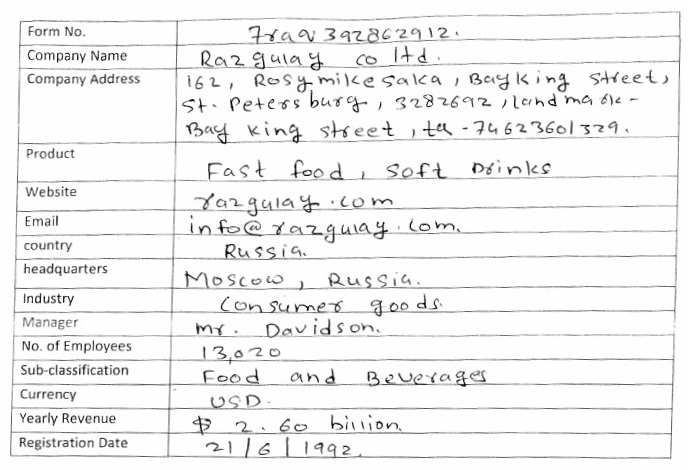 Form No. 7raq392862912.
Company Name Razgulay co ltd.
Company Address 162, Rosymikesaka, Bayking street,
St. Petersburg, 3282692, landmark-
Bay king street, tel-74623601329.
Product Fast food, soft Drinks
Website razgulay.com
Email info@razgulay.com.
country Russia.
headquarters Moscow, Russia.
Industry Consumer goods.
Manager Mr. Davidson.
No. of Employees 13,020
Sub-classification Food and Beverages
Currency USD.
Yearly Revenue $ 2.60 billion.
Registration Date 21/6/1992.